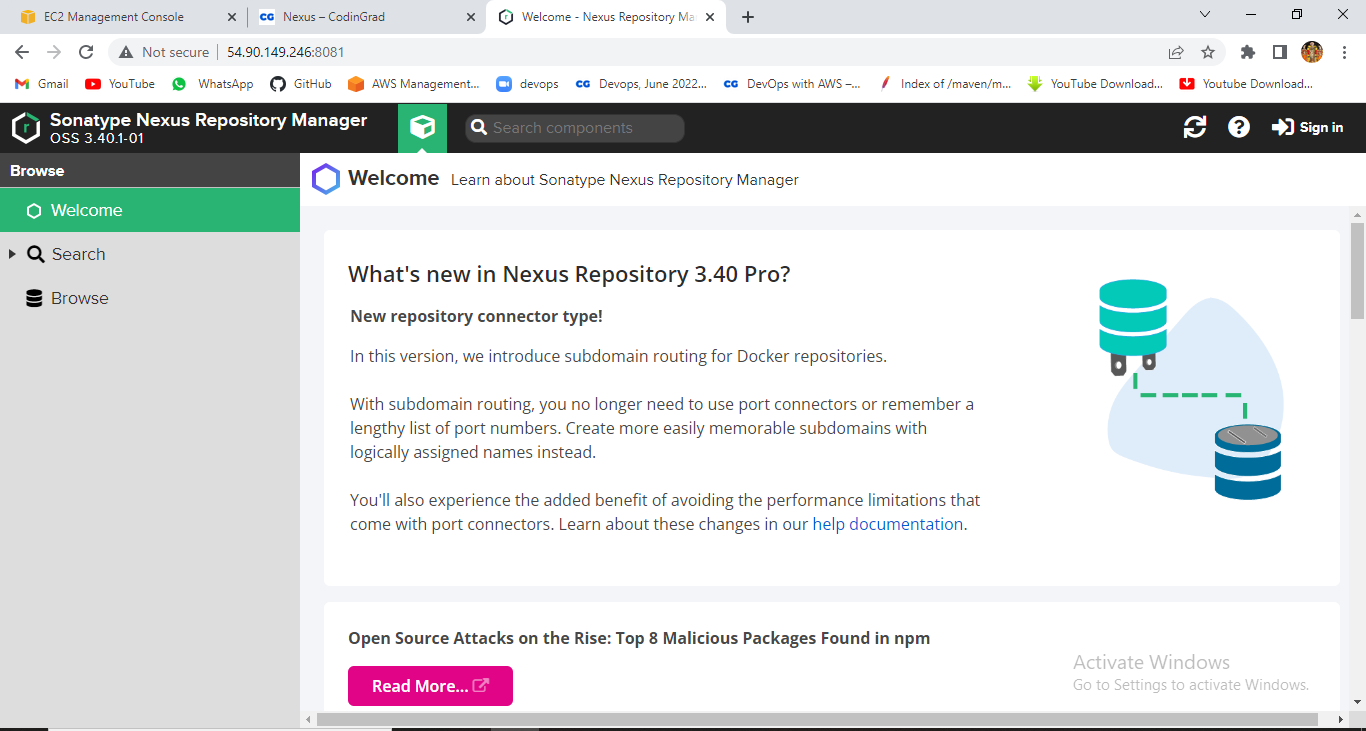 EC2 Management Console
CG Nexus – CodinGrad
Welcome - Nexus Repository Ma
Not secure 54.90.149.246:8081
Gmail YouTube WhatsApp GitHub AWS Management... devops CG Devops, June 2022... CG DevOps with AWS –... Index of /maven/m... YouTube Download... Youtube Download...
Sonatype Nexus Repository Manager
OSS 3.40.1-01
Search components
Sign in
Browse
Welcome
Search
Browse
Welcome Learn about Sonatype Nexus Repository Manager
What's new in Nexus Repository 3.40 Pro?
New repository connector type!
In this version, we introduce subdomain routing for Docker repositories.
With subdomain routing, you no longer need to use port connectors or remember a
lengthy list of port numbers. Create more easily memorable subdomains with
logically assigned names instead.
You'll also experience the added benefit of avoiding the performance limitations that
come with port connectors. Learn about these changes in our help documentation.
Open Source Attacks on the Rise: Top 8 Malicious Packages Found in npm
Read More...
Activate Windows
Go to Settings to activate Windows.